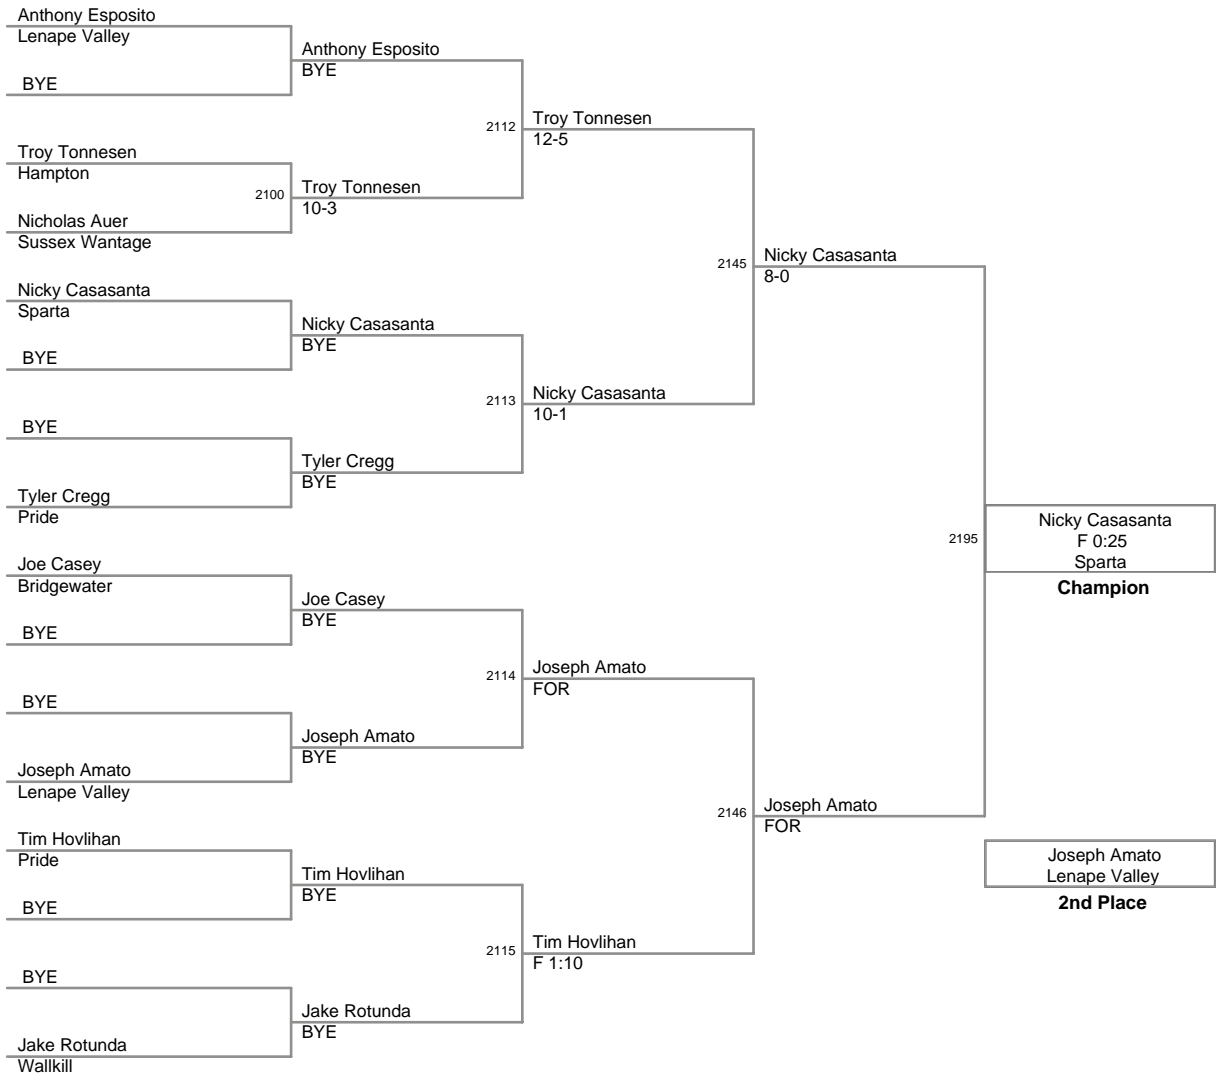 Anthony Esposito
Lenape Valley
BYE
Troy Tonnesen
Hampton
Nicholas Auer
Sussex Wantage
Nicky Casasanta
Sparta
BYE
BYE
Tyler Cregg
Pride
Joe Casey
Bridgewater
BYE
BYE
Joseph Amato
Lenape Valley
Tim Hovlihan
Pride
BYE
BYE
Jake Rotunda
Wallkill
Anthony Esposito
BYE
2100
Troy Tonnesen
10-3
Nicky Casasanta
BYE
Tyler Cregg
BYE
Joe Casey
BYE
Joseph Amato
BYE
Tim Hovlihan
BYE
Jake Rotunda
BYE
2112
Troy Tonnesen
12-5
2113
Nicky Casasanta
10-1
2114
Joseph Amato
FOR
2115
Tim Hovlihan
F 1:10
2145
Nicky Casasanta
8-0
2146
Joseph Amato
FOR
2195
Nicky Casasanta
F 0:25
Sparta
Champion
Joseph Amato
Lenape Valley
2nd Place